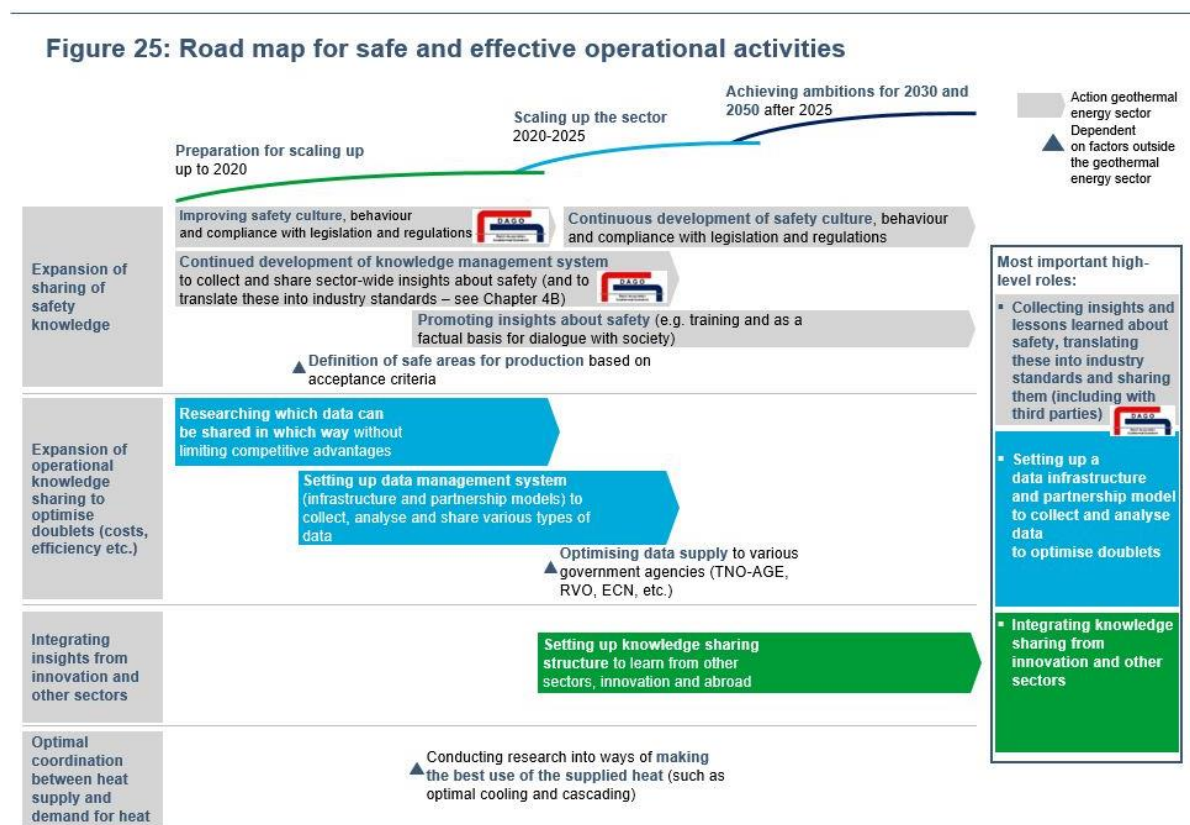 Figure 25: Road map for safe and effective operational activities
Preparation for scaling up
up to 2020
Scaling up the sector
2020-2025
Achieving ambitions for 2030 and
2050 after 2025
Action geothermal
energy sector
Dependent
on factors outside
the geothermal
energy sector
Expansion of
sharing of
safety
knowledge
Improving safety culture, behaviour
and compliance with legislation and regulations
DAGO
Continuous development of safety culture, behaviour
and compliance with legislation and regulations
Continued development of knowledge management system
to collect and share sector-wide insights about safety (and to
translate these into industry standards – see Chapter 4B)
DAGO
Promoting insights about safety (e.g. training and as a
factual basis for dialogue with society)
Definition of safe areas for production based on
acceptance criteria
Expansion of
operational
knowledge
sharing to
optimise
doublets (costs,
efficiency etc.)
Researching which data can
be shared in which way without
limiting competitive advantages
Setting up data management system
(infrastructure and partnership models) to
collect, analyse and share various types of
data
Optimising data supply to various
government agencies (TNO-AGE,
RVO, ECN, etc.)
Integrating
insights from
innovation and
other sectors
Setting up knowledge sharing
structure to learn from other
sectors, innovation and abroad
Optimal
coordination
between heat
supply and
demand for heat
Conducting research into ways of making
the best use of the supplied heat (such as
optimal cooling and cascading)
Most important high-
level roles:
▪ Collecting insights and
lessons learned about
safety, translating
these into industry
standards and sharing
them (including with
third parties)
DAGO
▪ Setting up a
data infrastructure
and partnership model
to collect and analyse
data
to optimise doublets
▪ Integrating knowledge
sharing from
innovation and other
sectors